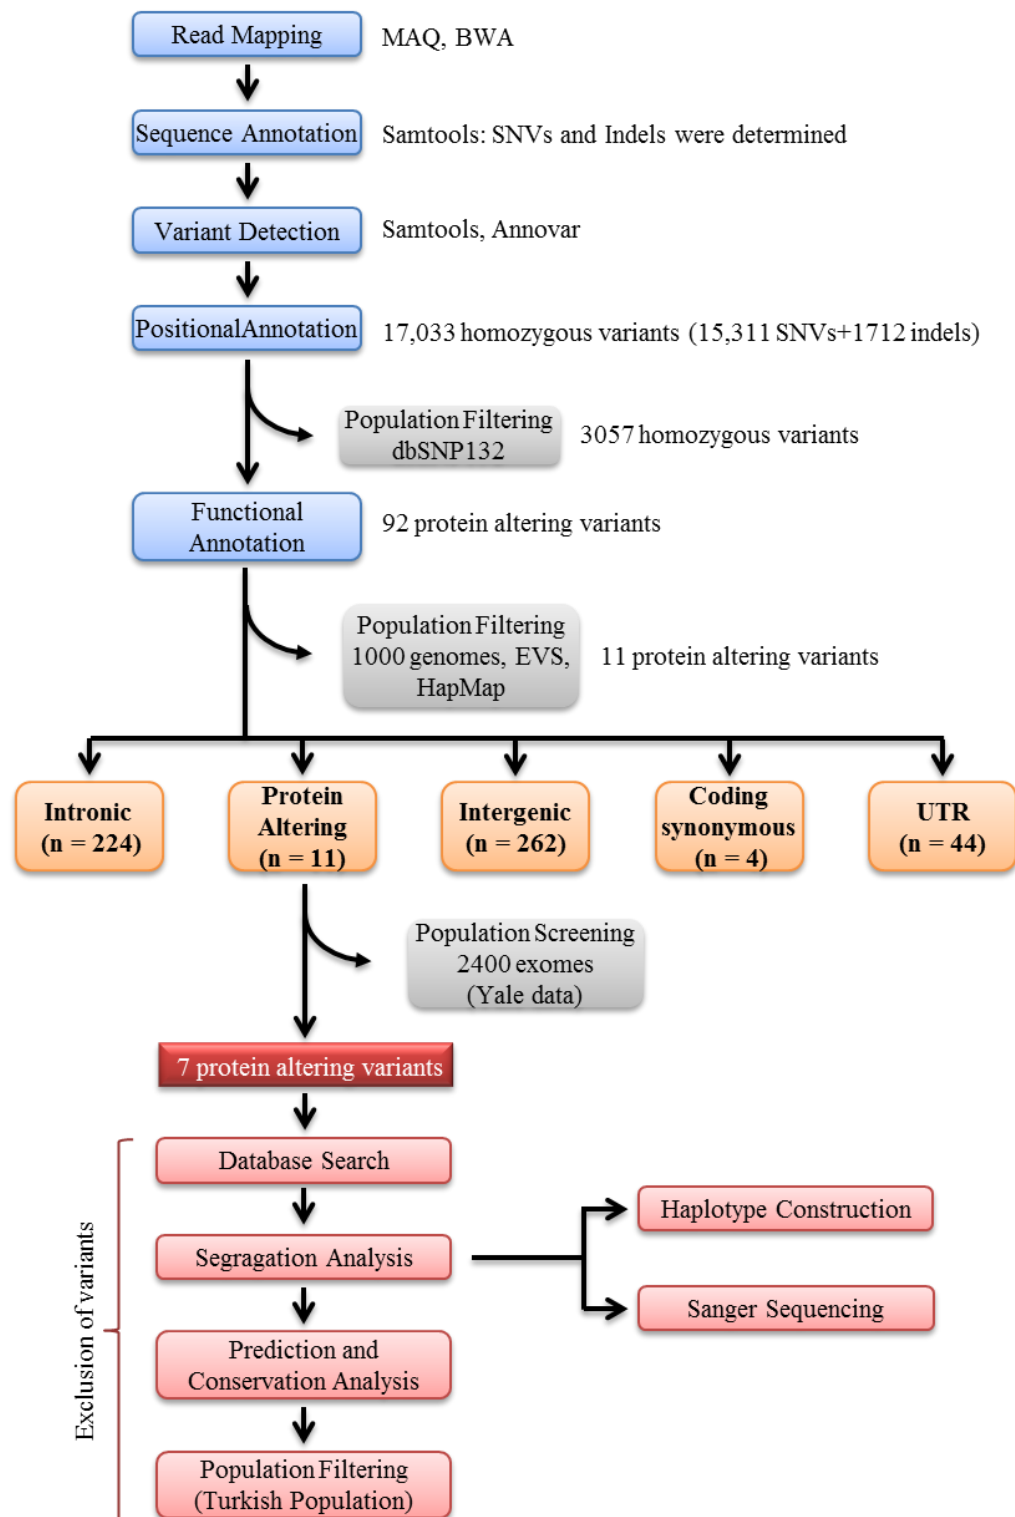 Read Mapping
MAQ, BWA
Sequence Annotation
Samtools: SNVs and Indels were determined
Variant Detection
Samtools, Annovar
PositionalAnnotation
17,033 homozygous variants (15,311 SNVs+1712 indels)
Population Filtering
dbSNP132
3057 homozygous variants
Functional
Annotation
92 protein altering variants
Population Filtering
1000 genomes, EVS,
HapMap
11 protein altering variants
Intronic
(n = 224)
Protein
Altering
(n = 11)
Intergenic
(n = 262)
Coding
synonymous
(n = 4)
UTR
(n = 44)
Population Screening
2400 exomes
(Yale data)
7 protein altering variants
Exclusion of variants
Database Search
Segragation Analysis
Haplotype Construction
Sanger Sequencing
Prediction and
Conservation Analysis
Population Filtering
(Turkish Population)